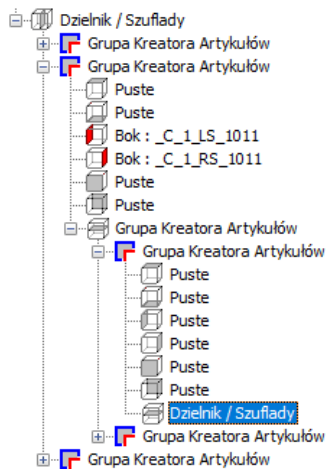 Dzielnik / Szuflady
Grupa Kreatora Artykułów
Grupa Kreatora Artykułów
Puste
Puste
Bok : _C_1_LS_1011
Bok : _C_1_RS_1011
Puste
Puste
Grupa Kreatora Artykułów
Grupa Kreatora Artykułów
Puste
Puste
Puste
Puste
Puste
Puste
Dzielnik / Szuflady
Grupa Kreatora Artykułów
Grupa Kreatora Artykułów